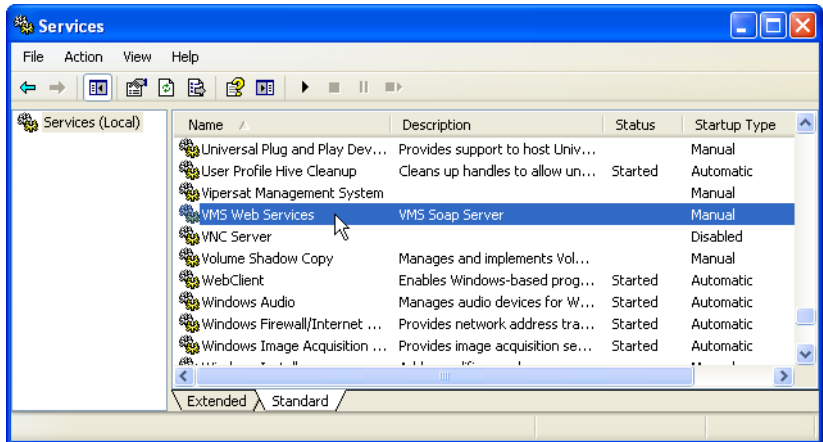 Services
File Action View Help
Services (Local)
Name Description Status Startup Type
Universal Plug and Play Dev... Provides support to host Univ... Manual
User Profile Hive Cleanup Cleans up handles to allow un... Started Automatic
Vipersat Management System Manual
VMS Web Services VMS Soap Server Manual
VNC Server Disabled
Volume Shadow Copy Manages and implements Vol... Manual
WebClient Enables Windows-based prog... Started Automatic
Windows Audio Manages audio devices for W... Started Automatic
Windows Firewall/Internet ... Provides network address tra... Started Automatic
Windows Image Acquisition ... Provides image acquisition se... Started Automatic
Extended Standard